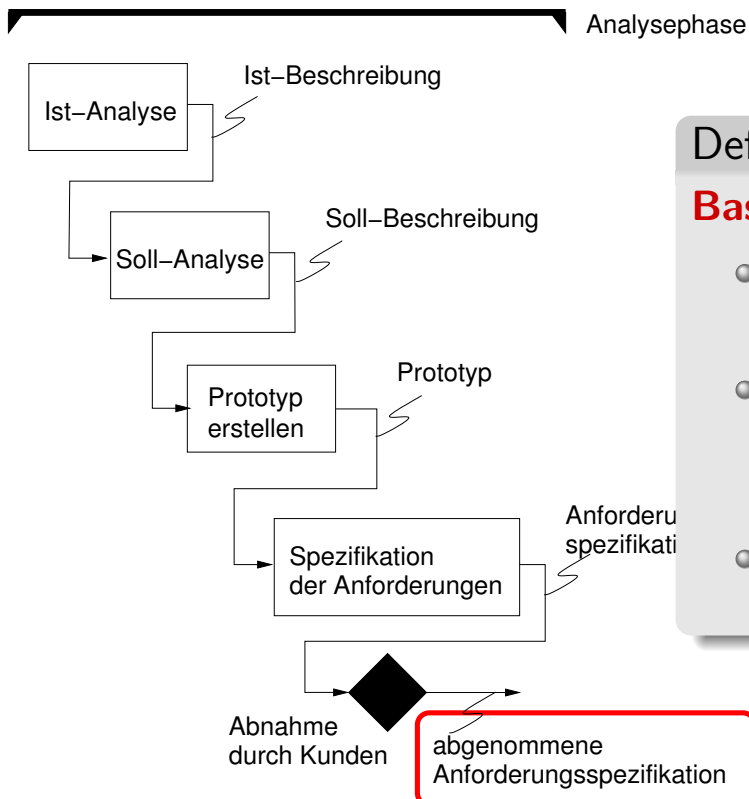 Analysephase
Ist–Beschreibung
Ist–Analyse
Soll–Beschreibung
Soll–Analyse
Prototyp
Prototyp
erstellen
Spezifikation
der Anforderungen
Abnahme
durch Kunden
abgenommene
Anforderungsspezifikation